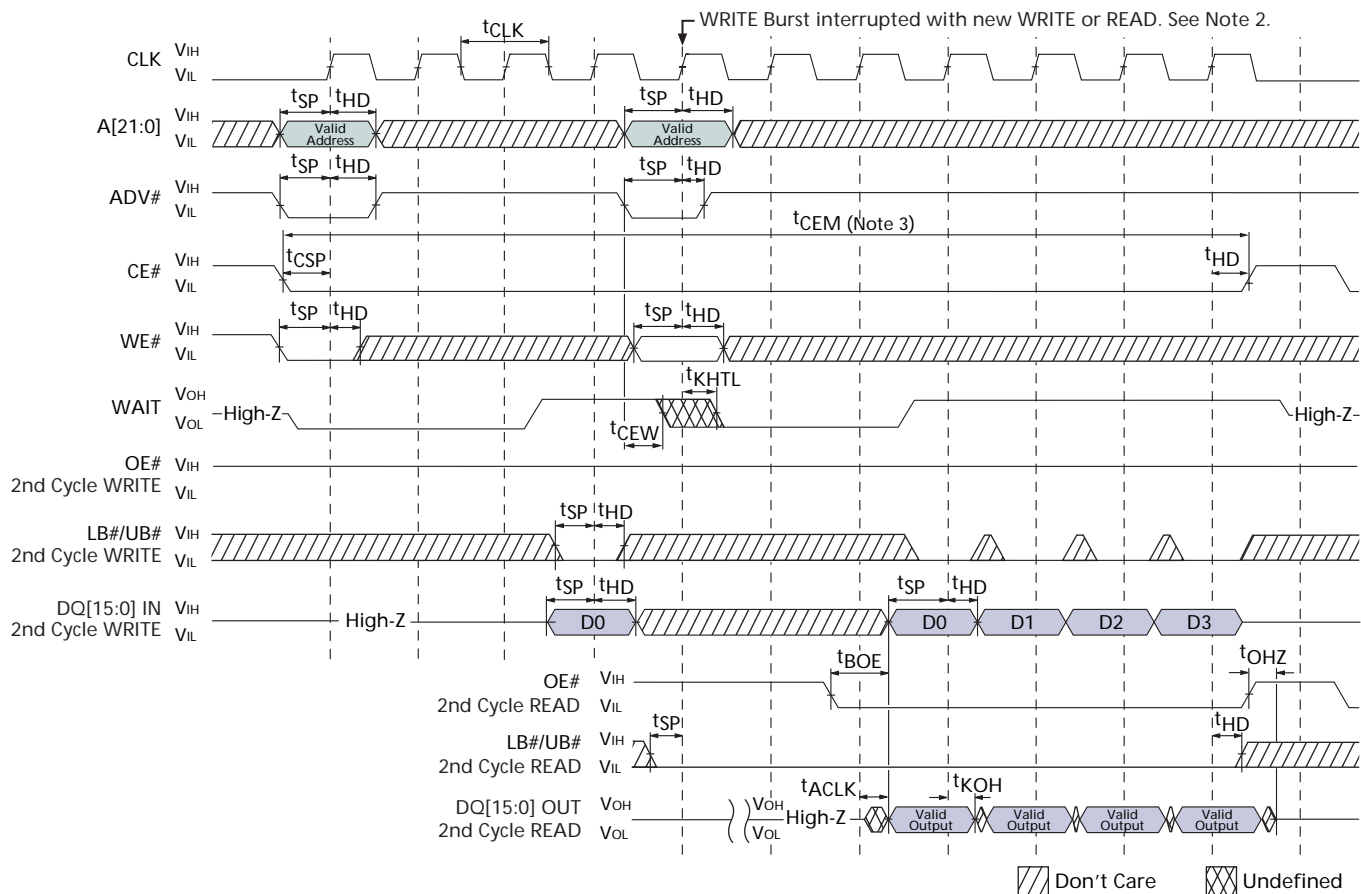 WRITE Burst interrupted with new WRITE or READ. See Note 2.
tCLK
CLK VIH
VIL
tSP tHD tSP tHD
A[21:0] VIH
VIL
Valid Address Valid Address
tSP tHD tSP tHD
ADV# VIH
VIL
tCEM (Note 3)
tCSP tHD
CE# VIH
VIL
tSP tHD tSP tHD
WE# VIH
VIL
tKHTL
WAIT VOH
VOL
High-Z High-Z
tCEW
OE# VIH
2nd Cycle WRITE VIL
tSP tHD
LB#/UB# VIH
2nd Cycle WRITE VIL
tSP tHD tSP tHD
DQ[15:0] IN VIH
2nd Cycle WRITE VIL
High-Z D0 D0 D1 D2 D3
tBOE tOHZ
OE# VIH
2nd Cycle READ VIL
tSP tHD
LB#/UB# VIH
2nd Cycle READ VIL
tACLK tKOH
DQ[15:0] OUT VOH VOH
2nd Cycle READ VOL VOL
High-Z Valid Output Valid Output Valid Output Valid Output
Don't Care Undefined